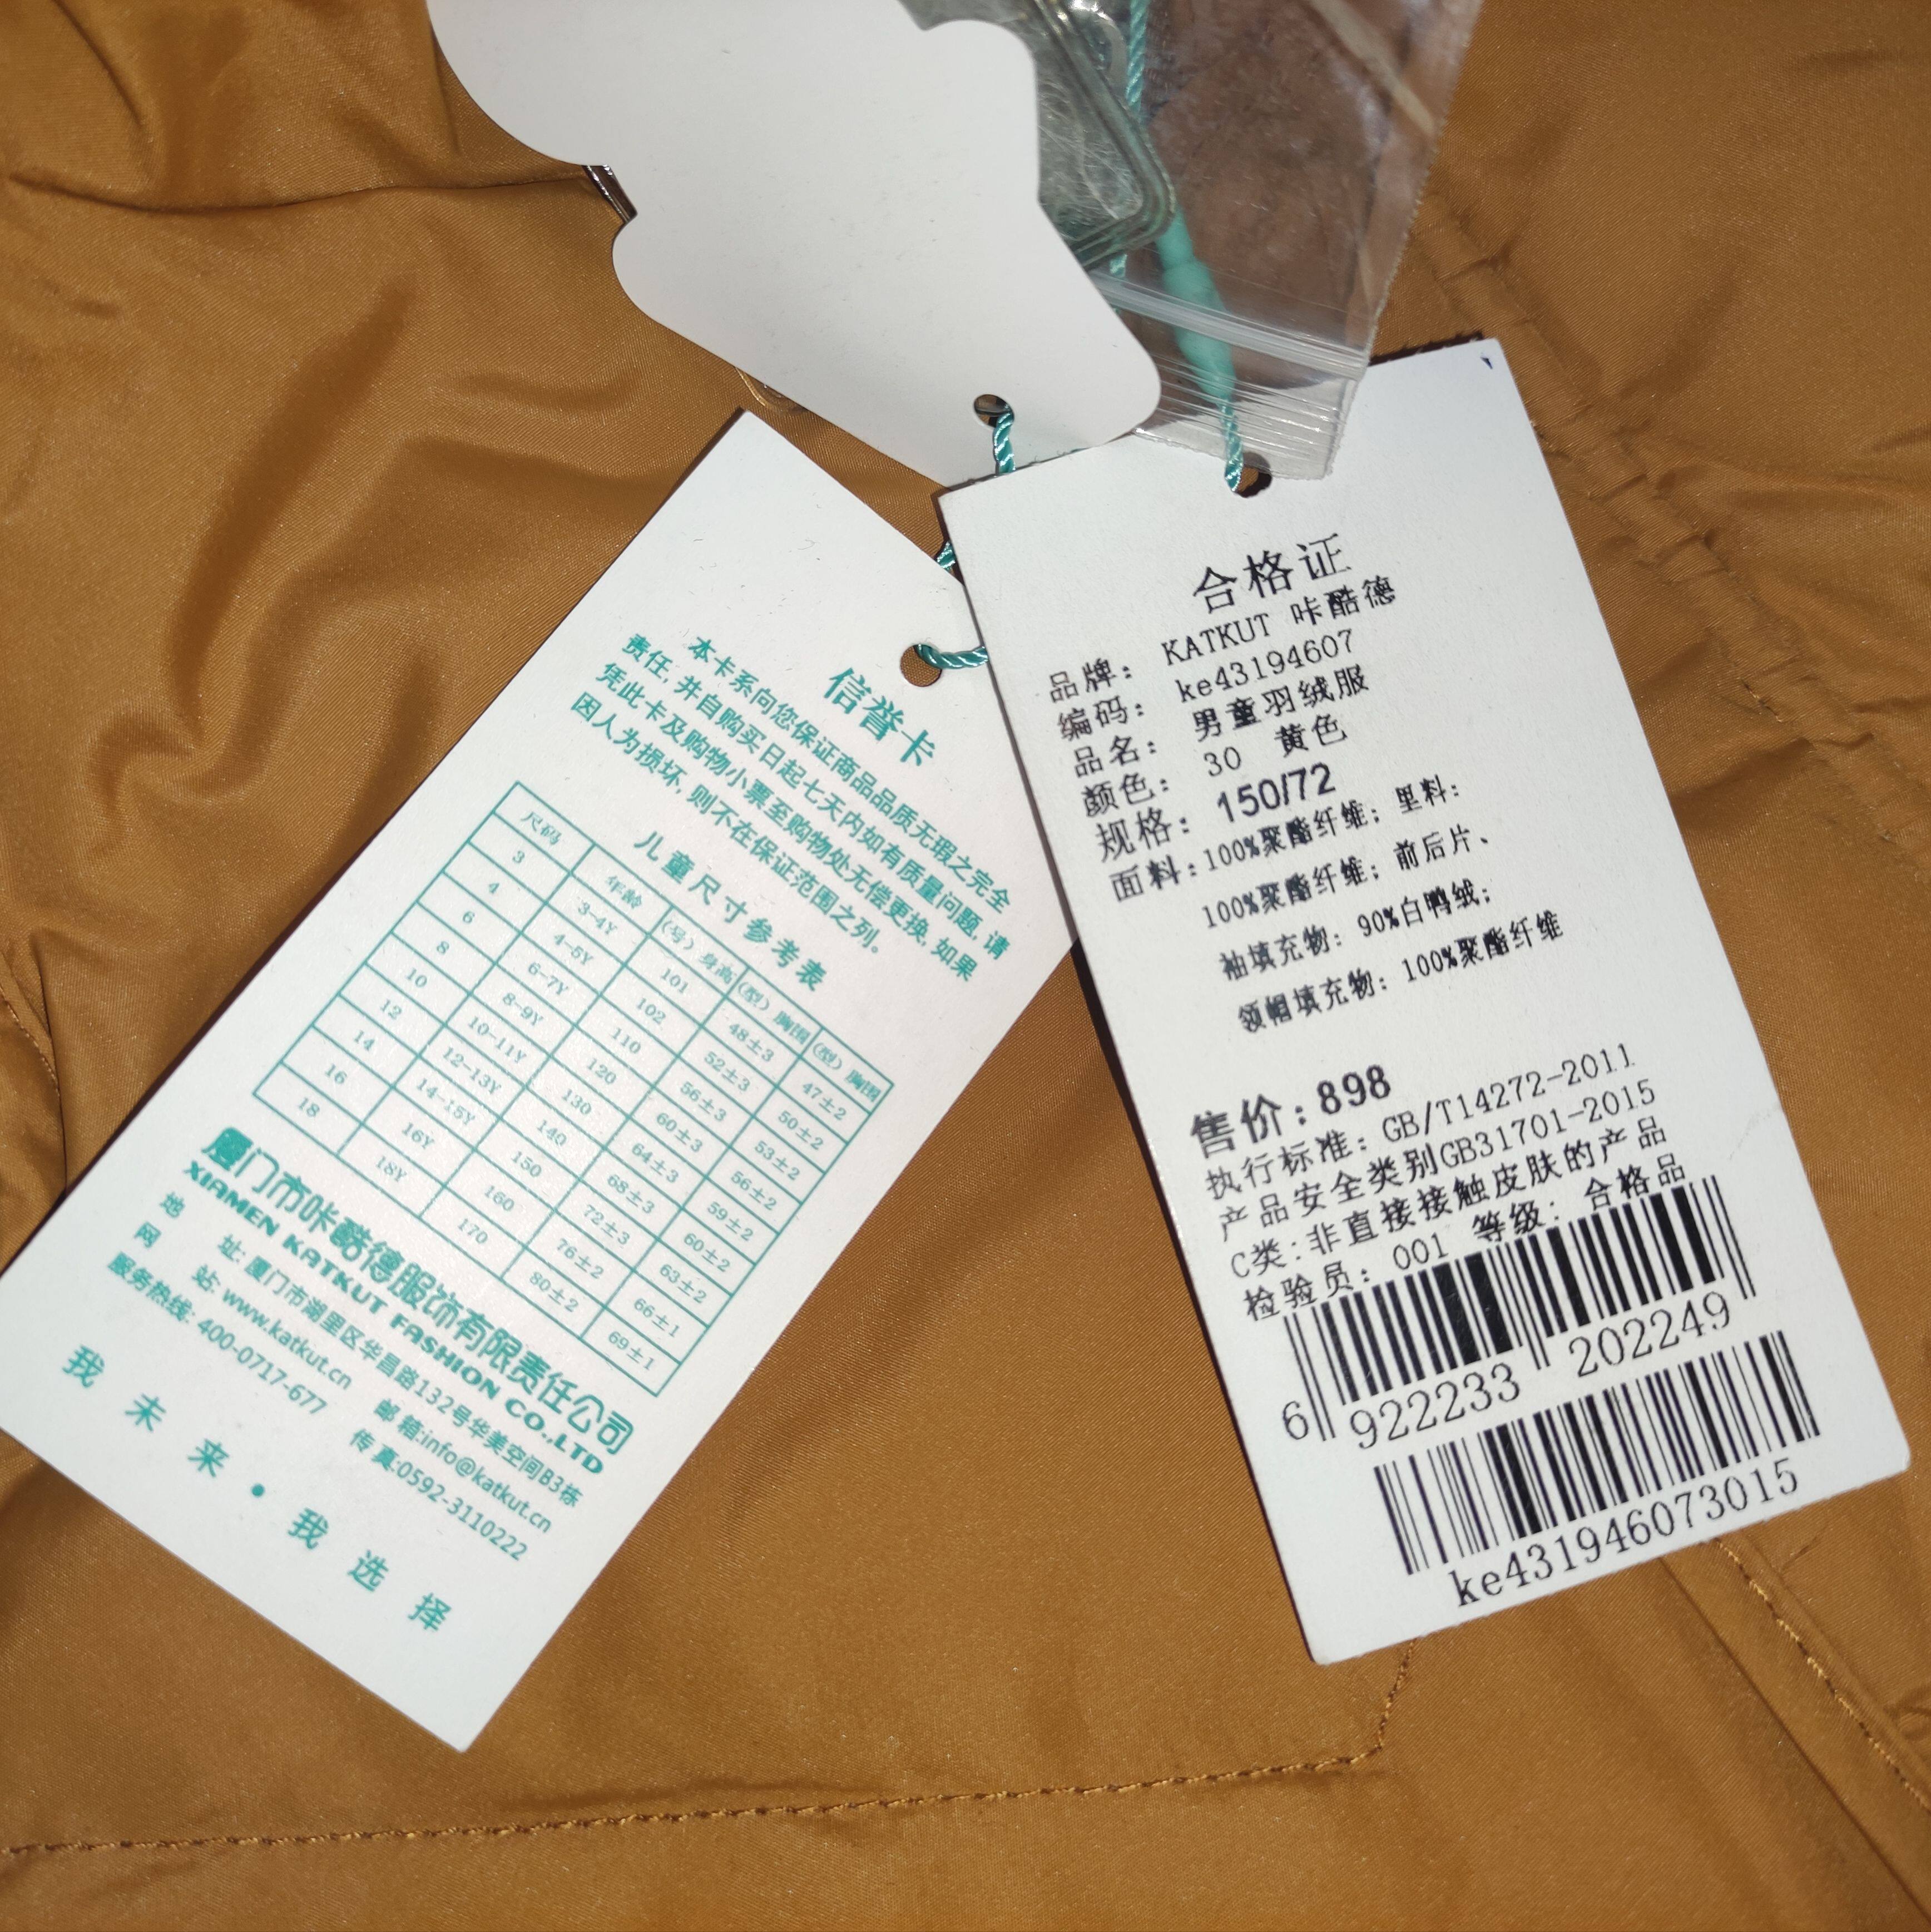 信誉卡
本卡系向您保证商品品质无瑕之完全
责任,并自购买日起七天内如有质量问题,请
凭此卡及购物小票至购物处无偿更换,如果
因人为损坏,则不在保证范围之列。
儿童尺寸参考表
尺码 年龄 (号)身高 (型)胸围 (型)胸围
3 3-4Y 101 48±3 47±2
4 4-5Y 102 52±3 50±2
6 6-7Y 110 56±3 53±2
8 8-9Y 120 60±3 56±2
10 10-11Y 130 64±3 59±2
12 12-13Y 140 68±3 60±2
14 14-15Y 150 72±3 63±2
16 16Y 160 76±2 66±1
18 18Y 170 80±2 69±1
厦门市咔酷德服饰有限责任公司
XIAMEN KATKUT FASHION CO.,LTD
地 址:厦门市湖里区华昌路132号华美空间B3栋
网 站:www.katkut.cn 邮 箱:info@katkut.cn
服务热线:400-0717-677 传 真:0592-3110222
我未来·我选择
合格证
品牌: KATKUT 咔酷德
编码: ke43194607
品名: 男童羽绒服
颜色: 30 黄色
规格: 150/72
面料:100%聚酯纤维;里料:
100%聚酯纤维;前后片、
袖填充物:90%白鸭绒;
领帽填充物:100%聚酯纤维
售价:898
执行标准:GB/T14272-2011
产品安全类别GB31701-2015
C类:非直接接触皮肤的产品
检验员: 001 等级: 合格品
6 922233 202249
ke431946073015